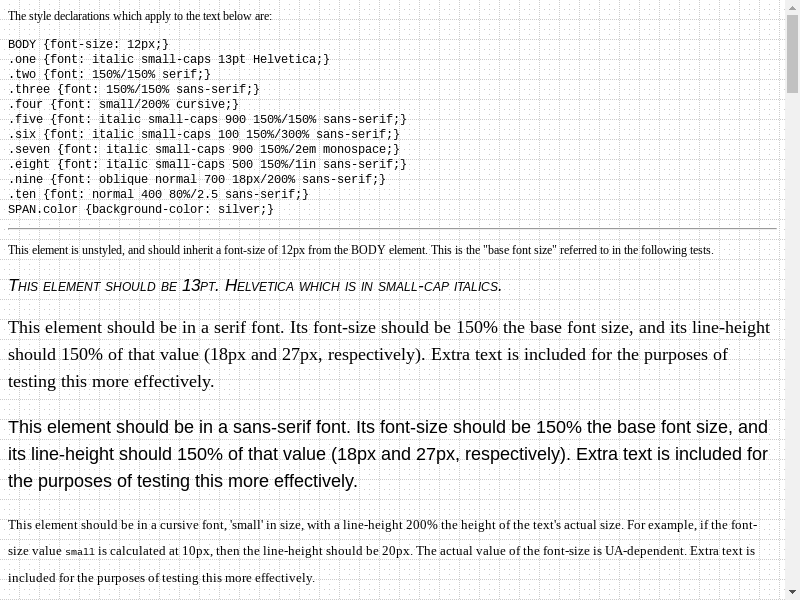 The style declarations which apply to the text below are:
BODY {font-size: 12px;}
.one {font: italic small-caps 13pt Helvetica;}
.two {font: 150%/150% serif;}
.three {font: 150%/150% sans-serif;}
.four {font: small/200% cursive;}
.five {font: italic small-caps 900 150%/150% sans-serif;}
.six {font: italic small-caps 100 150%/300% sans-serif;}
.seven {font: italic small-caps 900 150%/2em monospace;}
.eight {font: italic small-caps 500 150%/1in sans-serif;}
.nine {font: oblique normal 700 18px/200% sans-serif;}
.ten {font: normal 400 80%/2.5 sans-serif;}
SPAN.color {background-color: silver;}
This element is unstyled, and should inherit a font-size of 12px from the BODY element. This is the "base font size" referred to in the following tests.
This element should be 13pt. Helvetica which is in small-cap italics.
This element should be in a serif font. Its font-size should be 150% the base font size, and its line-height
should 150% of that value (18px and 27px, respectively). Extra text is included for the purposes of
testing this more effectively.
This element should be in a sans-serif font. Its font-size should be 150% the base font size, and
its line-height should 150% of that value (18px and 27px, respectively). Extra text is included for
the purposes of testing this more effectively.
This element should be in a cursive font, 'small' in size, with a line-height 200% the height of the text's actual size. For example, if the font-
size value small is calculated at 10px, then the line-height should be 20px. The actual value of the font-size is UA-dependent. Extra text is
included for the purposes of testing this more effectively.